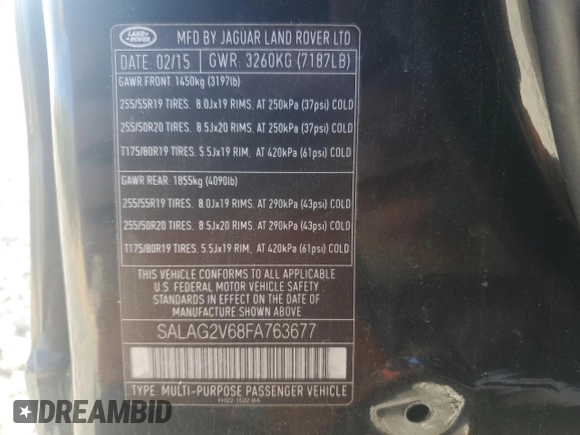 LAND ROVER
MFD BY JAGUAR LAND ROVER LTD
DATE: 02/15 GWR: 3260KG (7187LB)
GAWR FRONT: 1450kg (3197lb)
255/55R19 TIRES. 8.0Jx19 RIMS, AT 250kPa (37psi) COLD
255/50R20 TIRES. 8.5Jx20 RIMS, AT 250kPa (37psi) COLD
T175/80R19 TIRES. 5.5Jx19 RIM, AT 420kPa (61psi) COLD
GAWR REAR: 1855kg (4090lb)
255/55R19 TIRES. 8.0Jx19 RIMS, AT 290kPa (43psi) COLD
255/50R20 TIRES. 8.5Jx20 RIMS, AT 290kPa (43psi) COLD
T175/80R19 TIRES. 5.5Jx19 RIM, AT 420kPa (61psi) COLD
THIS VEHICLE CONFORMS TO ALL APPLICABLE
U.S. FEDERAL MOTOR VEHICLE SAFETY
STANDARDS IN EFFECT ON THE DATE OF
MANUFACTURE SHOWN ABOVE.
SALAG2V68FA763677
TYPE: MULTI-PURPOSE PASSENGER VEHICLE
FH22-1532-BA
DREAMBID